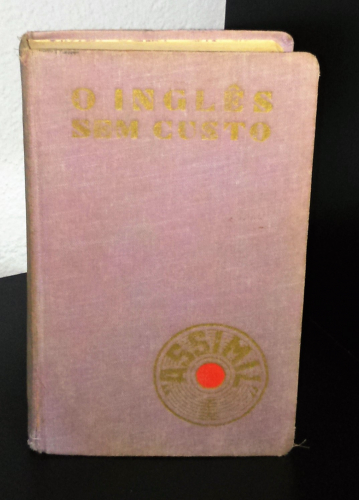 O INGLÊS
SEM CUSTO
"ASSIMIL"